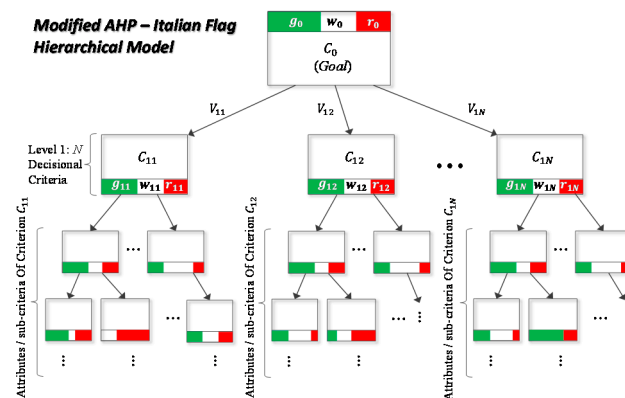 Modified AHP – Italian Flag
Hierarchical Model
g₀ w₀ r₀
C₀
(Goal)
V₁₁ V₁₂ V₁ₙ
Level 1: N
Decisional
Criteria
C₁₁ C₁₂ ••• C₁ₙ
g₁₁ w₁₁ r₁₁ g₁₂ w₁₂ r₁₂ g₁ₙ w₁ₙ r₁ₙ
Attributes / sub-criteria Of Criterion C₁₁
Attributes / sub-criteria Of Criterion C₁₂
Attributes / sub-criteria Of Criterion C₁ₙ